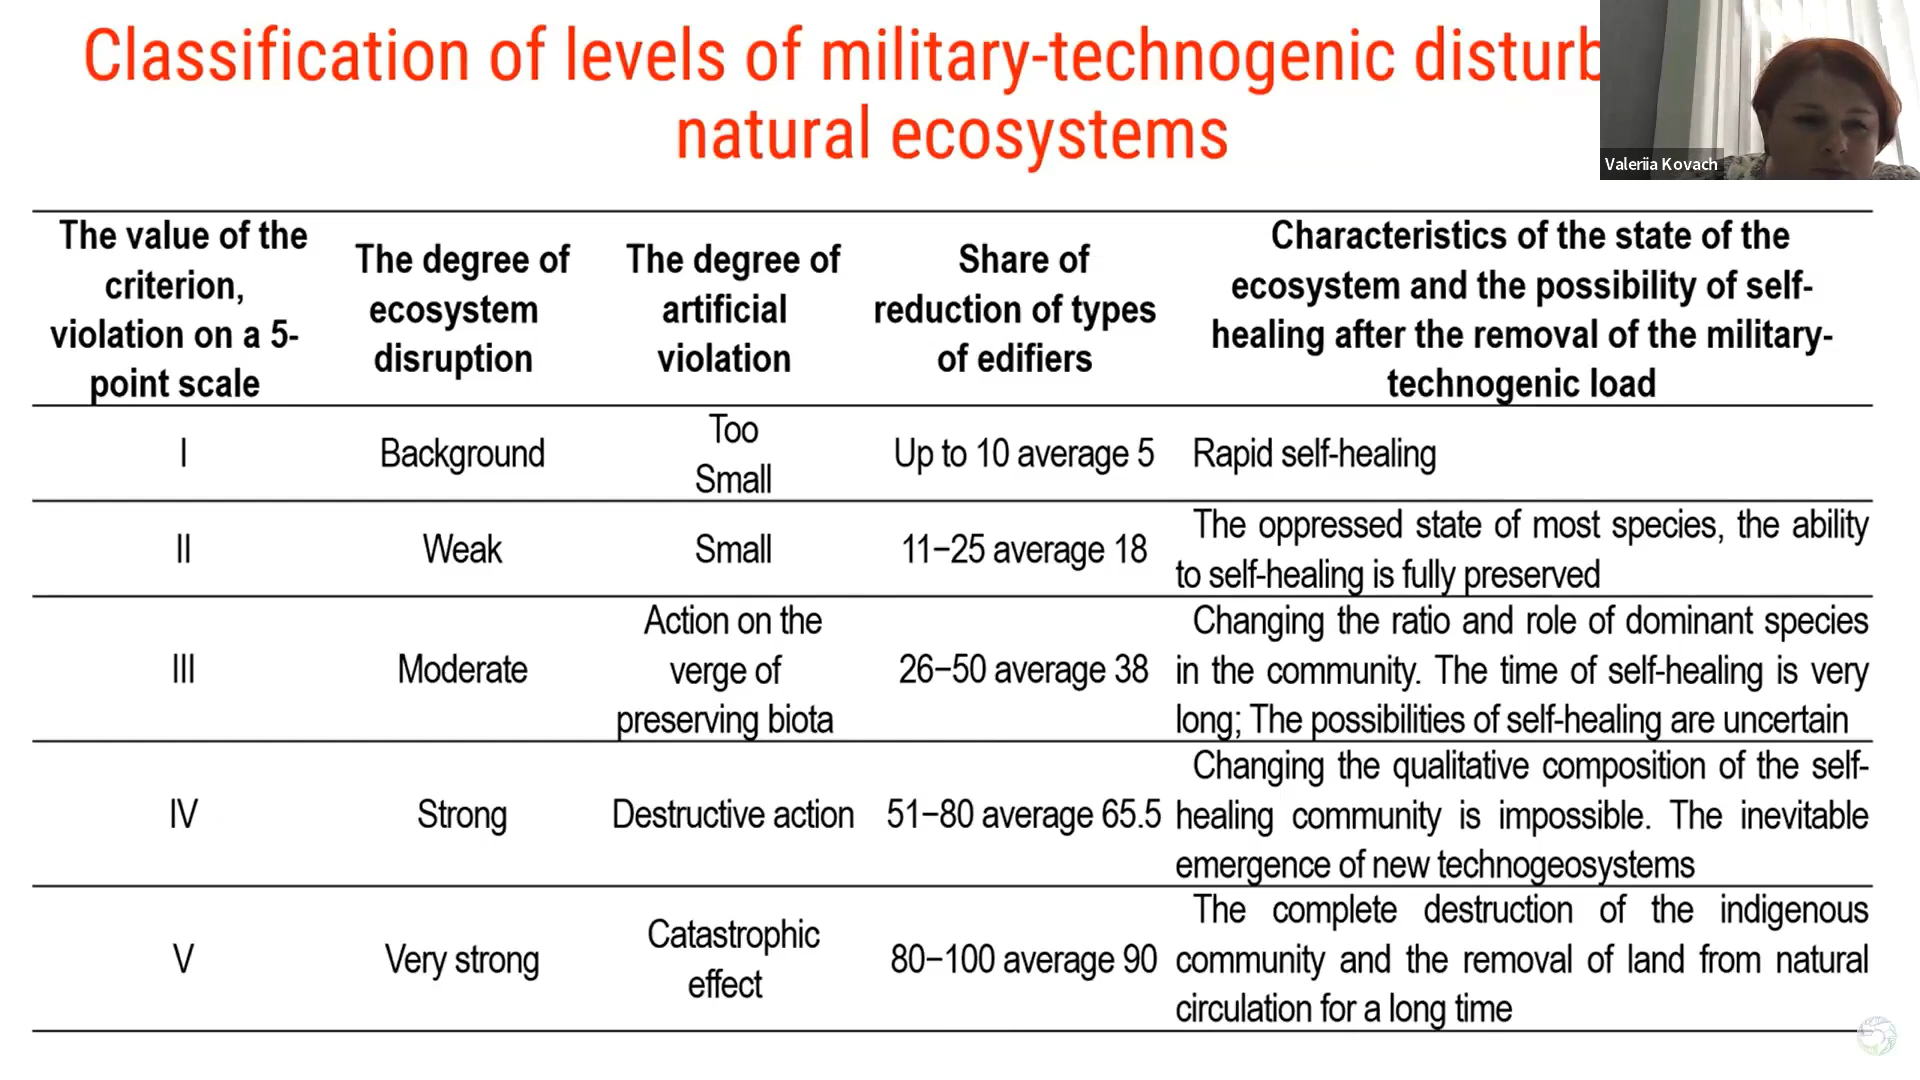 Classification of levels of military-technogenic
natural ecosystems
Valeriia Kovach
The value of the
criterion,
violation on a 5-
point scale
The degree of
ecosystem
disruption
The degree of
artificial
violation
Share of
reduction of types
of edifiers
Characteristics of the state of the
ecosystem and the possibility of self-
healing after the removal of the military-
technogenic load
I
Background
Too
Small
Up to 10 average 5
Rapid self-healing
II
Weak
Small
11−25 average 18
The oppressed state of most species, the ability
to self-healing is fully preserved
III
Moderate
Action on the
verge of
preserving biota
26−50 average 38
Changing the ratio and role of dominant species
in the community. The time of self-healing is very
long; The possibilities of self-healing are uncertain
IV
Strong
Destructive action
51−80 average 65.5
Changing the qualitative composition of the self-
healing community is impossible. The inevitable
emergence of new technogeosystems
V
Very strong
Catastrophic
effect
80−100 average 90
The complete destruction of the indigenous
community and the removal of land from natural
circulation for a long time